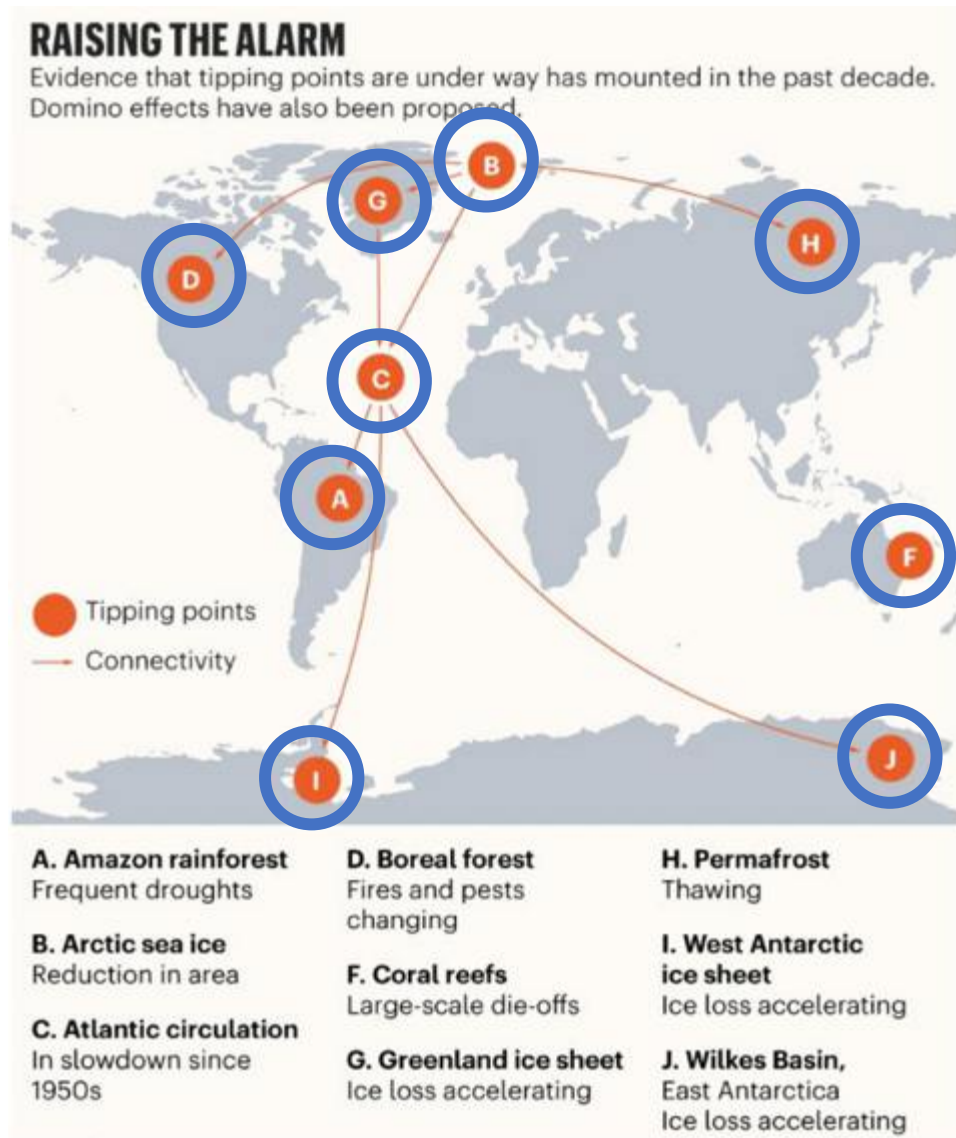 RAISING THE ALARM
Evidence that tipping points are under way has mounted in the past decade.
Domino effects have also been proposed.
B
G
H
D
C
A
F
Tipping points
Connectivity
I
J
A. Amazon rainforest
Frequent droughts
B. Arctic sea ice
Reduction in area
C. Atlantic circulation
In slowdown since
1950s
D. Boreal forest
Fires and pests
changing
F. Coral reefs
Large-scale die-offs
G. Greenland ice sheet
Ice loss accelerating
H. Permafrost
Thawing
I. West Antarctic
ice sheet
Ice loss accelerating
J. Wilkes Basin,
East Antarctica
Ice loss accelerating